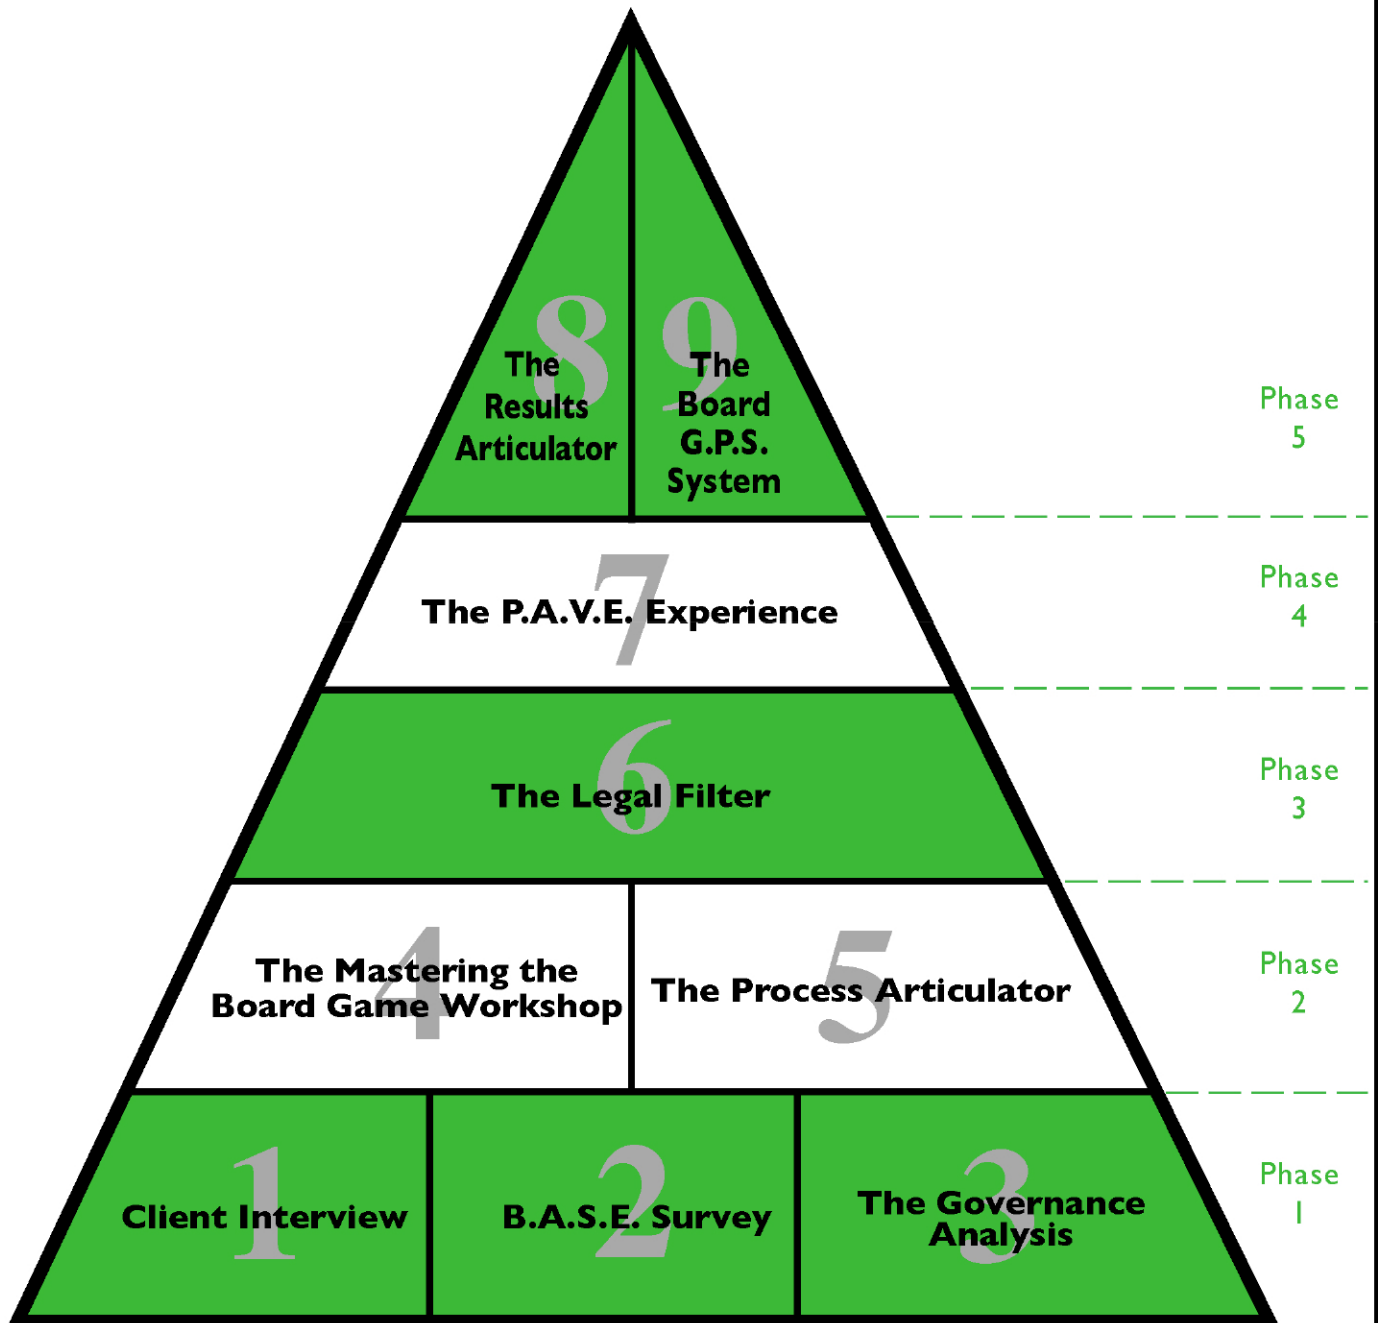 8
The
Results
Articulator
9
The
Board
G.P.S.
System
Phase
5
7
The P.A.V.E. Experience
Phase
4
6
The Legal Filter
Phase
3
4
The Mastering the
Board Game Workshop
5
The Process Articulator
Phase
2
1
Client Interview
2
B.A.S.E. Survey
3
The Governance
Analysis
Phase
1